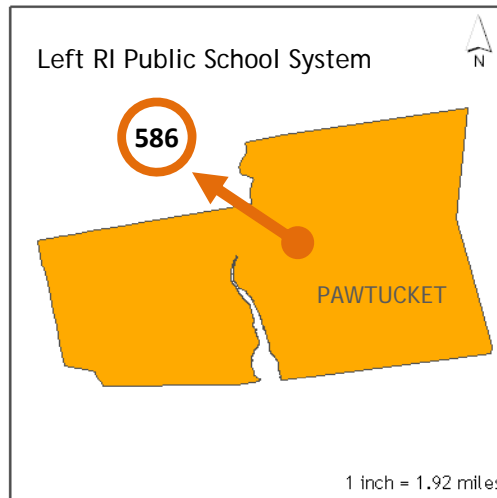 Left RI Public School System
N
586
PAWTUCKET
1 inch = 1.92 miles